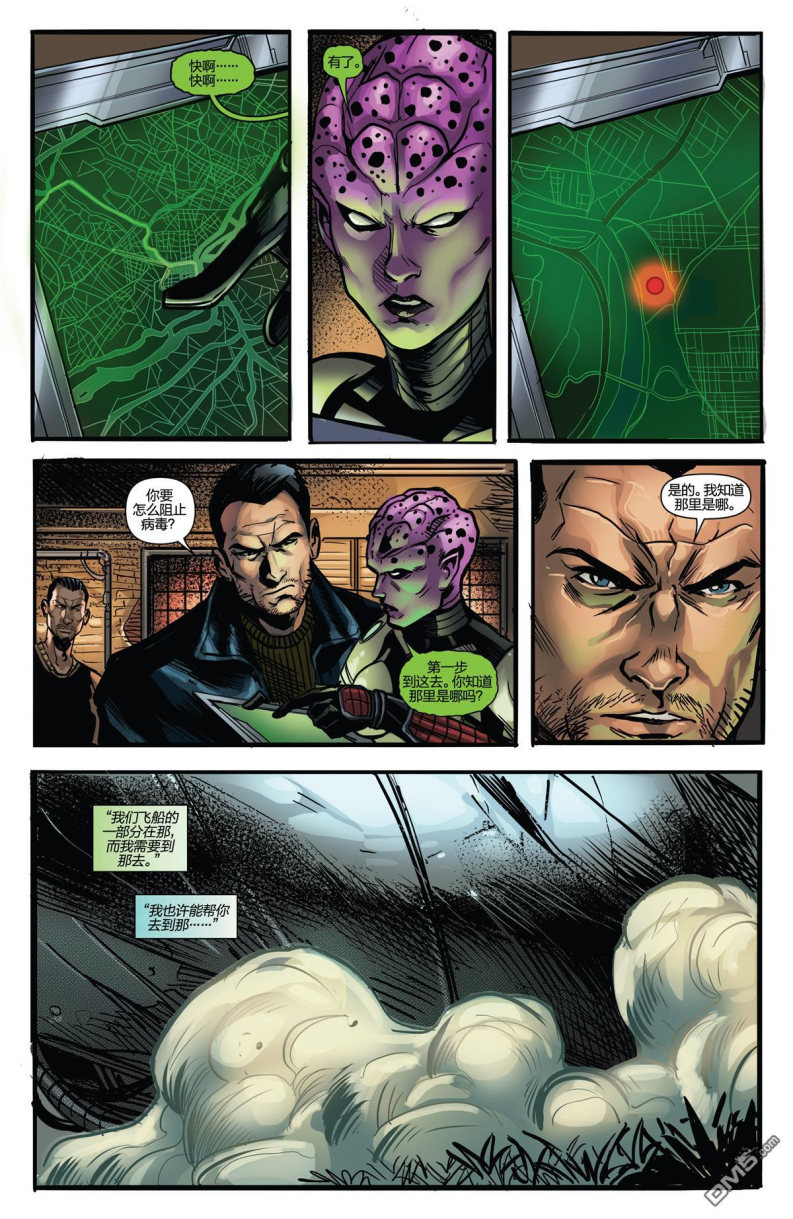 快啊……
快啊……
有了。
你要
怎么阻止
病毒？
第一步
到这去。你知道
那里是哪吗？
是的。我知道
那里是哪。
“我们飞船的
一部分在那，
而我需要到
那去。”
“我也许能帮你
去到那……”
DM5.com